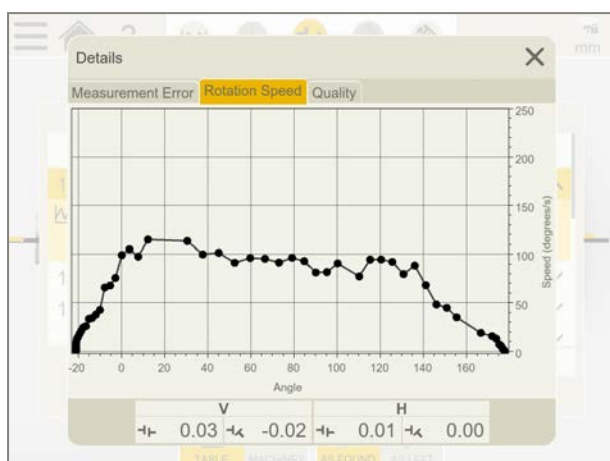 ?
mm
Details
Measurement Error Rotation Speed Quality
250
200
150
100
50
0
Speed (degrees/s)
-20 0 20 40 60 80 100 120 140 160
Angle
V H
0.03 -0.02 0.01 0.00
TABLE MACHINES AS FOUND AS LEFT